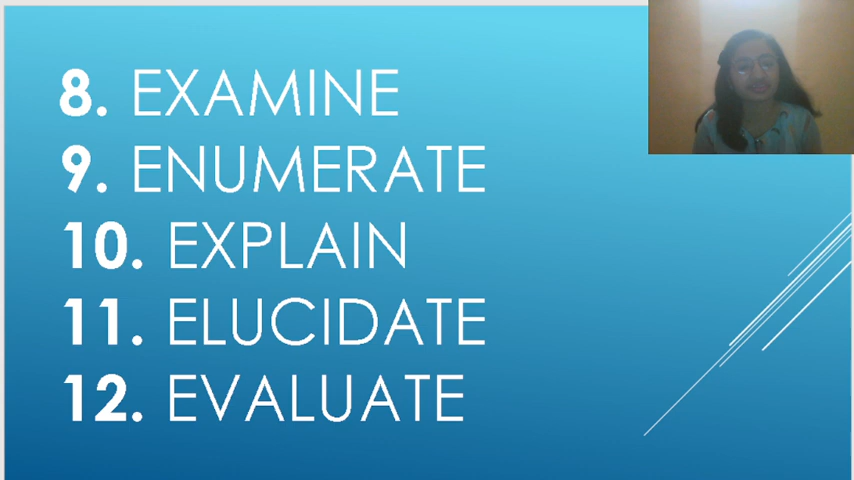 8. EXAMINE
9. ENUMERATE
10. EXPLAIN
11. ELUCIDATE
12. EVALUATE